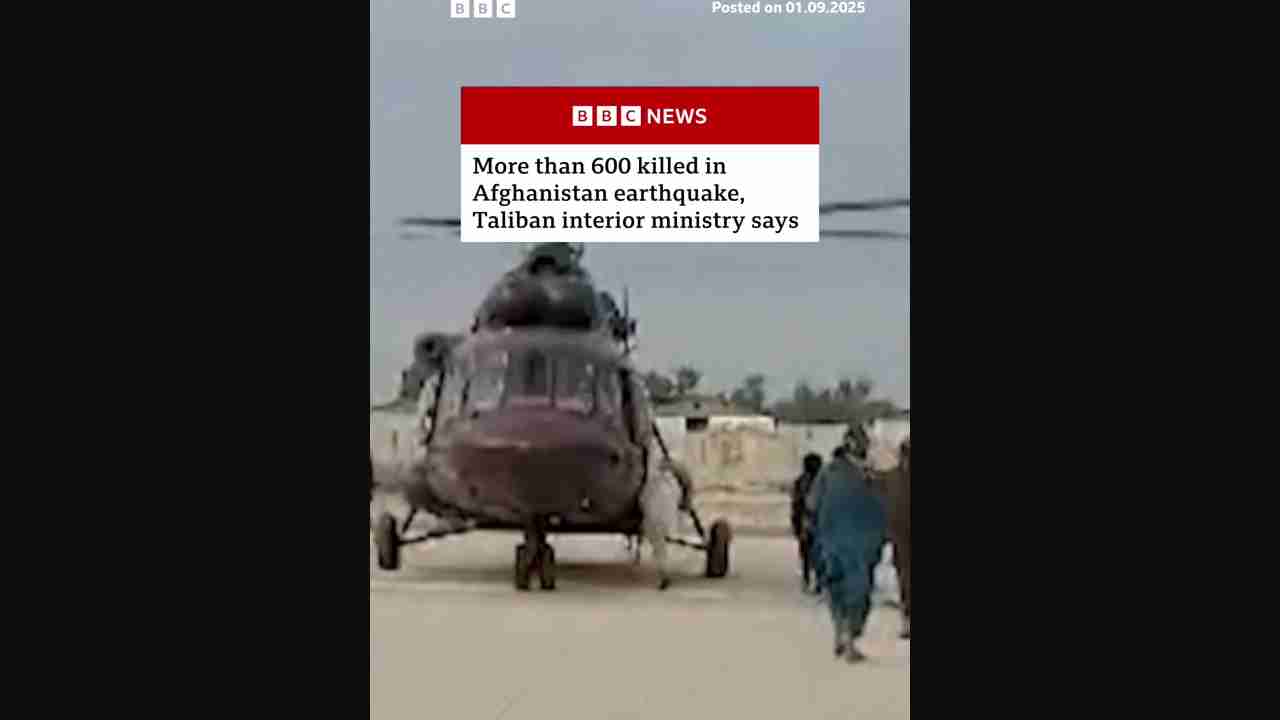 BBC
Posted on 01.09.2025
BBC NEWS
More than 600 killed in
Afghanistan earthquake,
Taliban interior ministry says